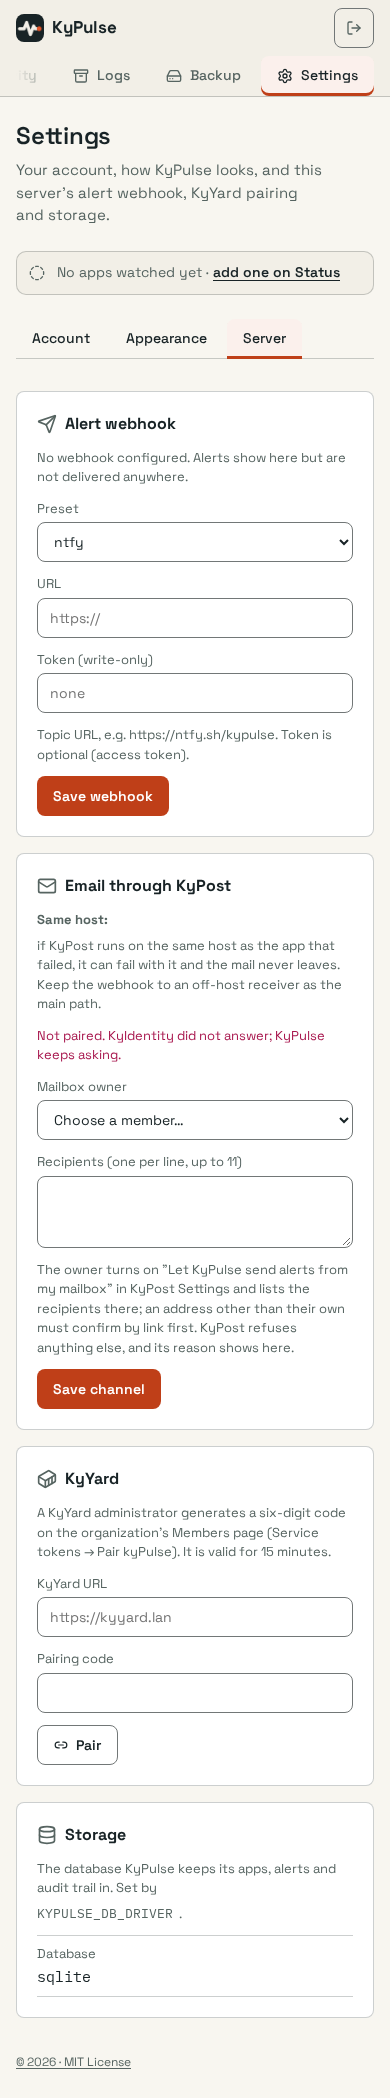 KyPulse
Logs
Backup
Settings
Settings
Your account, how KyPulse looks, and this
server's alert webhook, KyYard pairing
and storage.
No apps watched yet · add one on Status
Account
Appearance
Server
Alert webhook
No webhook configured. Alerts show here but are
not delivered anywhere.
Preset
ntfy
URL
https://
Token (write-only)
none
Topic URL, e.g. https://ntfy.sh/kypulse. Token is
optional (access token).
Save webhook
Email through KyPost
Same host:
if KyPost runs on the same host as the app that
failed, it can fail with it and the mail never leaves.
Keep the webhook to an off-host receiver as the
main path.
Not paired. KyIdentity did not answer; KyPulse
keeps asking.
Mailbox owner
Choose a member…
Recipients (one per line, up to 11)
The owner turns on "Let KyPulse send alerts from
my mailbox" in KyPost Settings and lists the
recipients there; an address other than their own
must confirm by link first. KyPost refuses
anything else, and its reason shows here.
Save channel
KyYard
A KyYard administrator generates a six-digit code
on the organization's Members page (Service
tokens → Pair kyPulse). It is valid for 15 minutes.
KyYard URL
https://kyyard.lan
Pairing code
Pair
Storage
The database KyPulse keeps its apps, alerts and
audit trail in. Set by
KYPULSE_DB_DRIVER .
Database
sqlite
© 2026 · MIT License